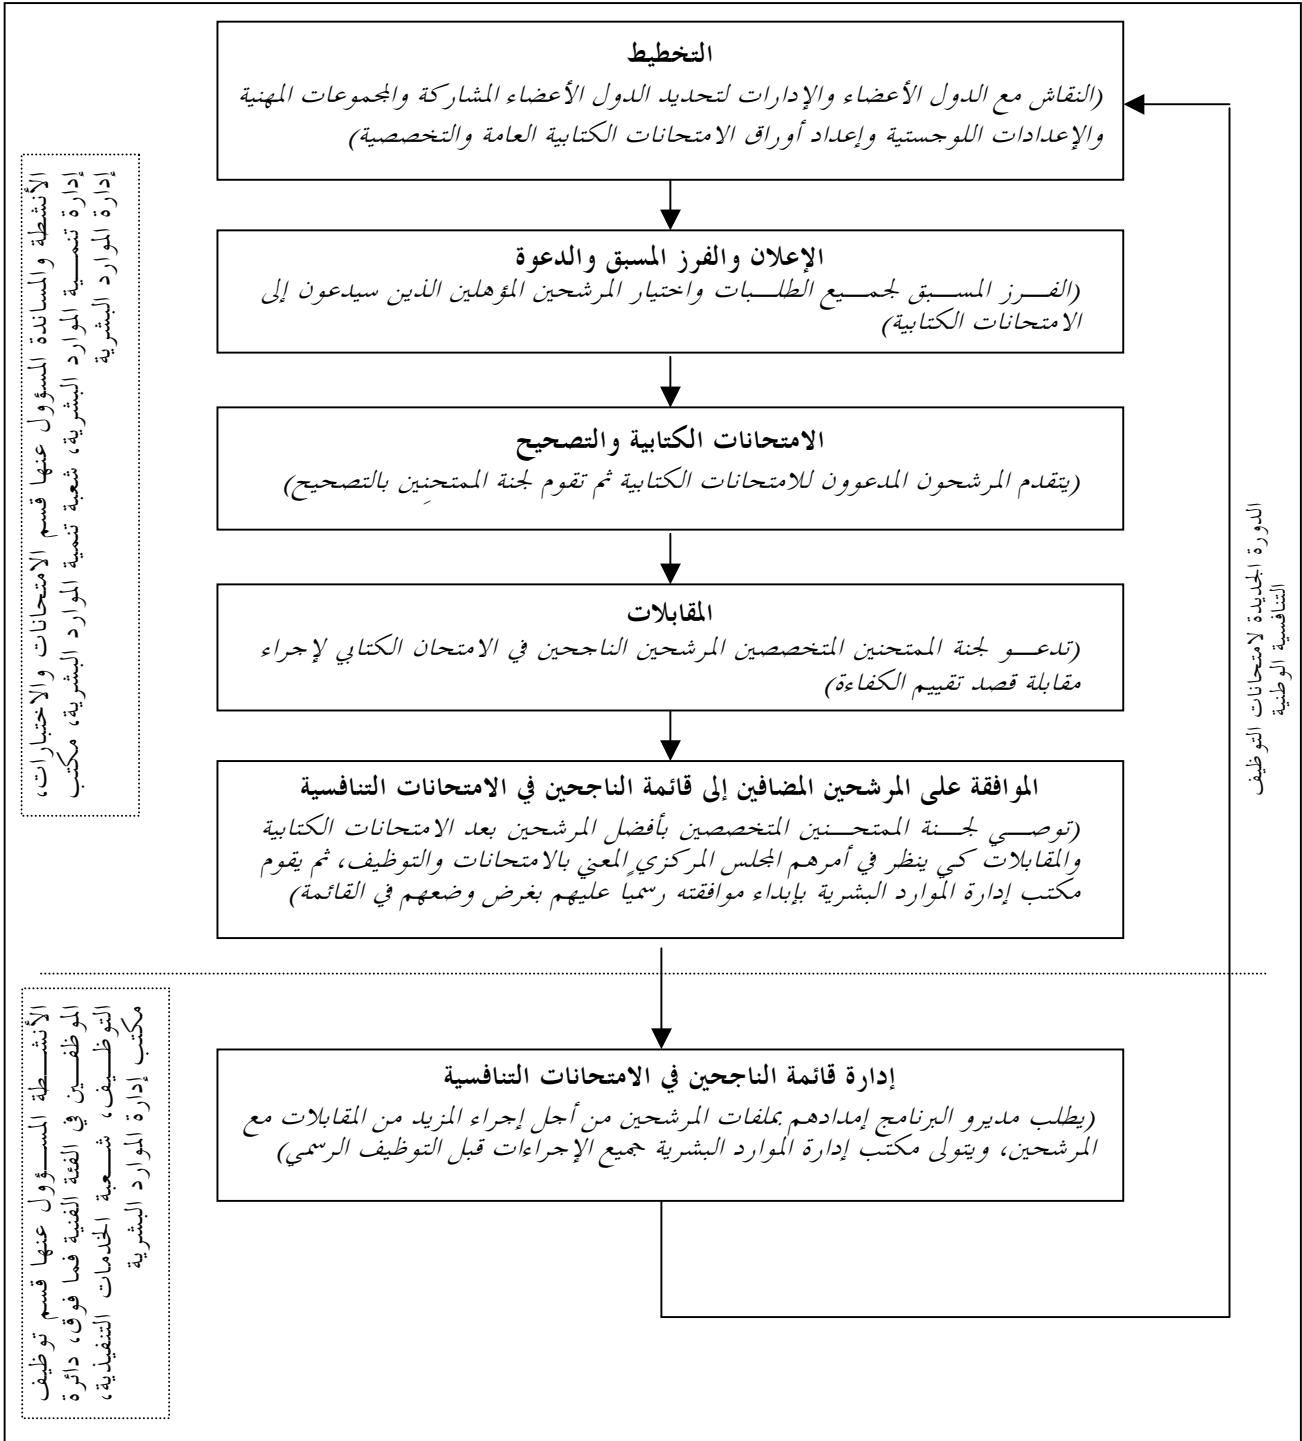 التخطيط
(النقاش مع الدول الأعضاء والإدارات لتحديد الدول الأعضاء المشاركة والمجموعات المهنية
والإعدادات اللوجستية وإعداد أوراق الامتحانات الكتابية العامة والتخصصية)
الإعلان والفرز المسبق والدعوة
(الفرز المسبق لجميع الطلبات واختيار المرشحين المؤهلين الذين سيدعون إلى
الامتحانات الكتابية)
الامتحانات الكتابية والتصحيح
(يتقدم المرشحون المدعوون للامتحانات الكتابية ثم تقوم لجنة الممتحِنين بالتصحيح)
المقابلات
(تدعو لجنة الممتحنين المتخصصين المرشحين الناجحين في الامتحان الكتابي لإجراء
مقابلة قصد تقييم الكفاءة)
الموافقة على المرشحين المضافين إلى قائمة الناجحين في الامتحانات التنافسية
(توصي لجنة الممتحنين المتخصصين بأفضل المرشحين بعد الامتحانات الكتابية
والمقابلات كي ينظر في أمرهم المجلس المركزي المعني بالامتحانات والتوظيف، ثم يقوم
مكتب إدارة الموارد البشرية بإبداء موافقته رسمياً عليهم بغرض وضعهم في القائمة)
إدارة قائمة الناجحين في الامتحانات التنافسية
(يطلب مديرو البرنامج إمدادهم بملفات المرشحين من أجل إجراء المزيد من المقابلات مع
المرشحين، ويتولى مكتب إدارة الموارد البشرية جميع الإجراءات قبل التوظيف الرسمي)
الدورة الجديدة لامتحانات التوظيف
التنافسية الوطنية
الأنشطة والمساندة المسؤول عنها قسم الامتحانات والاختبارات،
إدارة تنمية الموارد البشرية، شعبة تنمية الموارد البشرية، مكتب
إدارة الموارد البشرية
الأنشطة المسؤول عنها قسم توظيف
الموظفين في الفئة الفنية فما فوق، دائرة
التوظيف، شعبة الخدمات التنفيذية،
مكتب إدارة الموارد البشرية